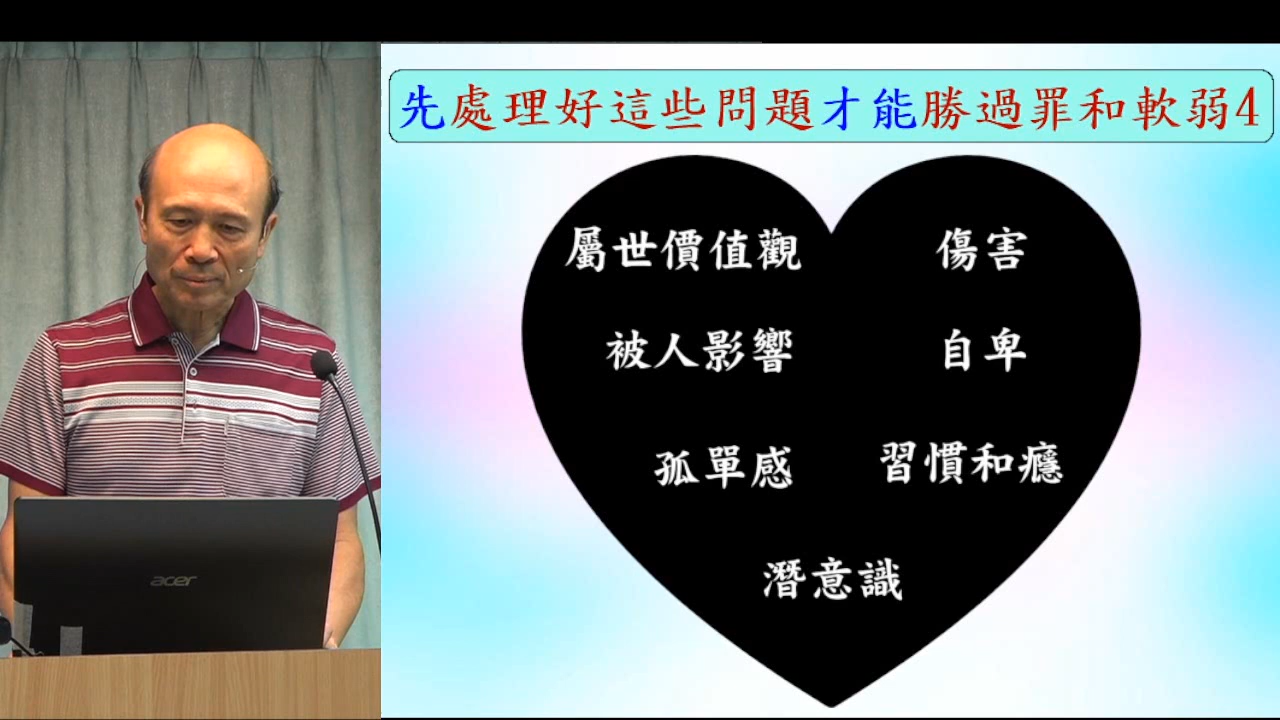 先處理好這些問題才能勝過罪和軟弱4
屬世價值觀
傷害
被人影響
自卑
孤單感
習慣和癮
潛意識
acer